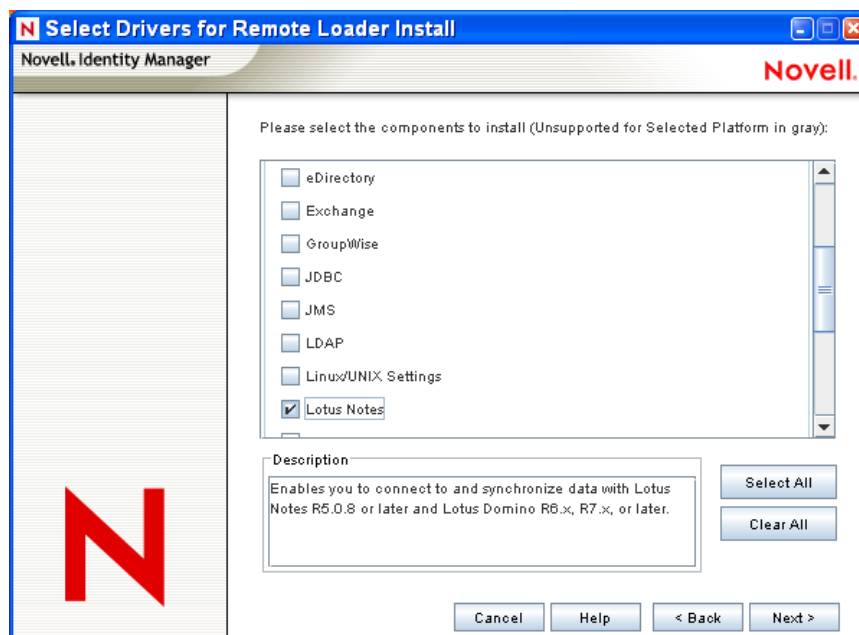 N Select Drivers for Remote Loader Install
Novell. Identity Manager
Novell.
Please select the components to install (Unsupported for Selected Platform in gray):
eDirectory
Exchange
GroupWise
JDBC
JMS
LDAP
Linux/UNIX Settings
Lotus Notes
Description
Enables you to connect to and synchronize data with Lotus
Notes R5.0.8 or later and Lotus Domino R6.x, R7.x, or later.
Select All
Clear All
N
Cancel Help < Back Next >